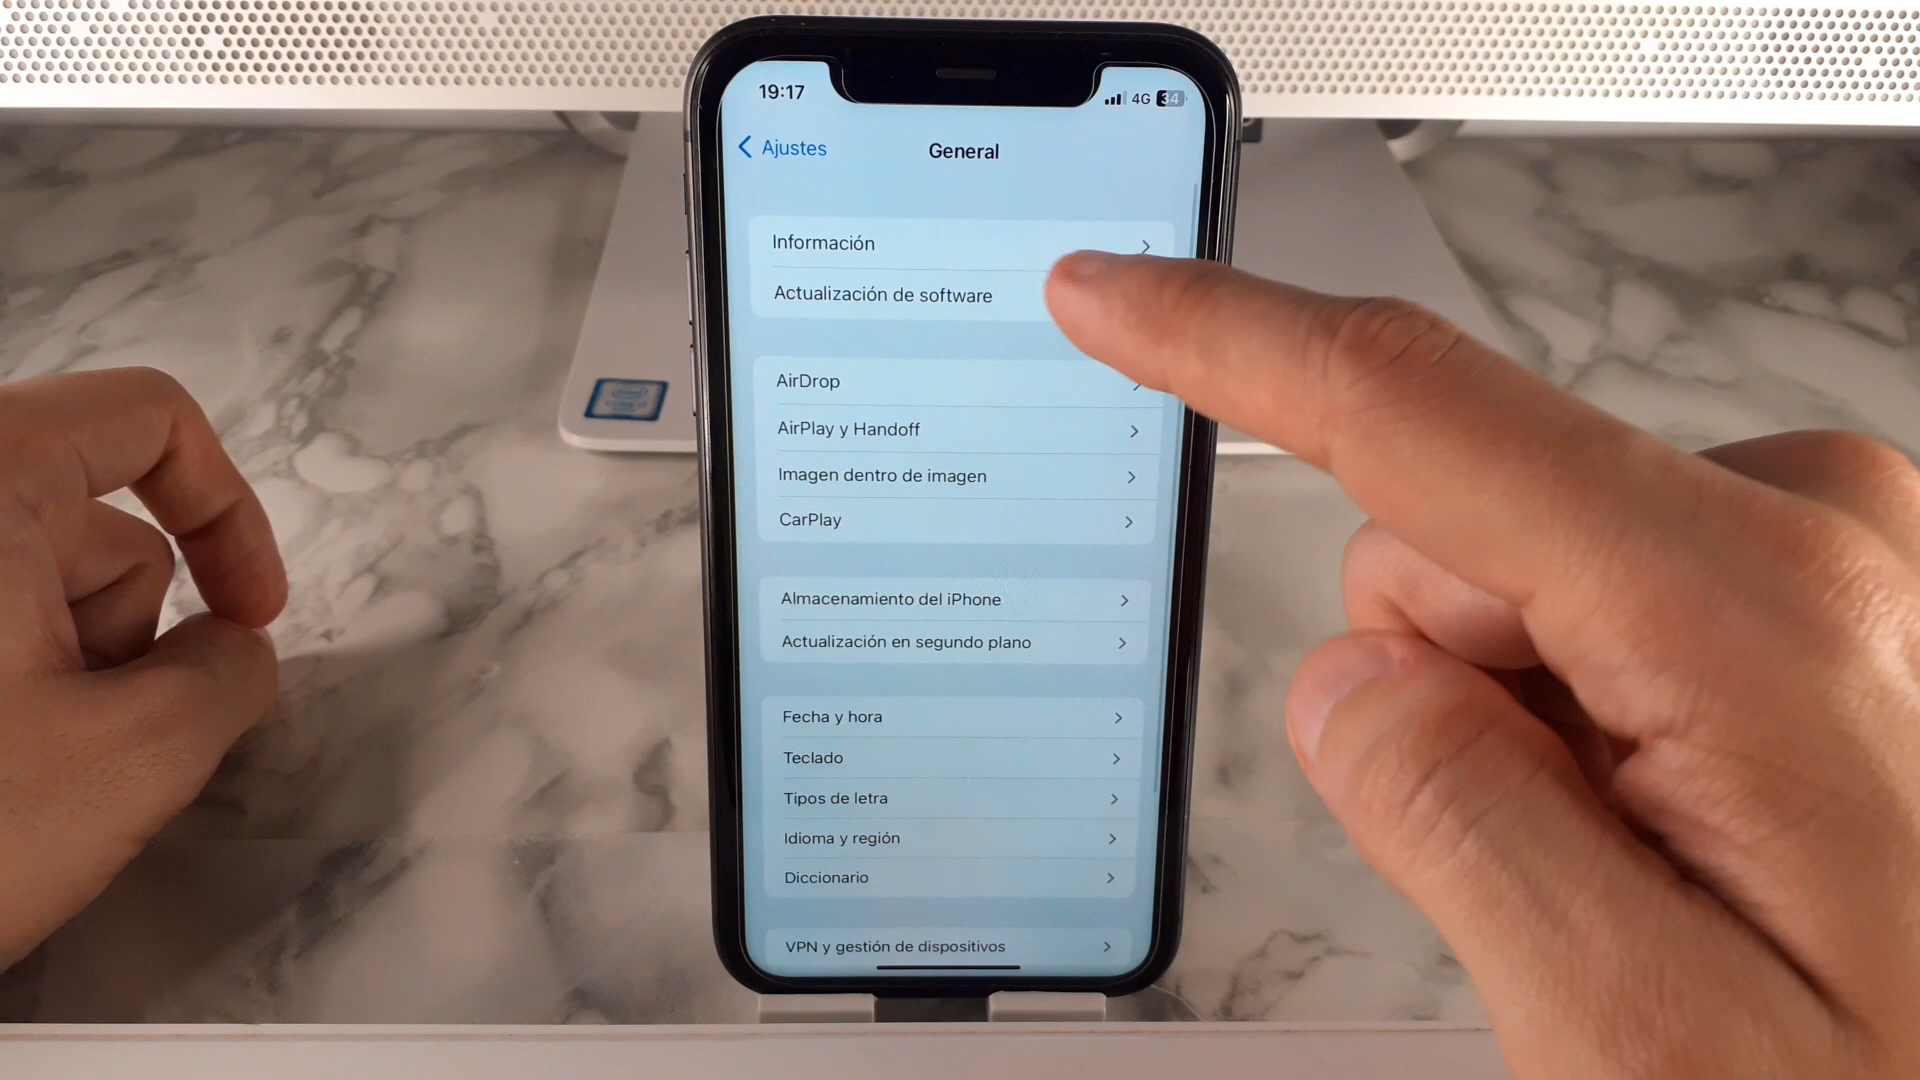 19:17
4G 34
Ajustes
General
Información
Actualización de software
AirDrop
AirPlay y Handoff
Imagen dentro de imagen
CarPlay
Almacenamiento del iPhone
Actualización en segundo plano
Fecha y hora
Teclado
Tipos de letra
Idioma y región
Diccionario
VPN y gestión de dispositivos